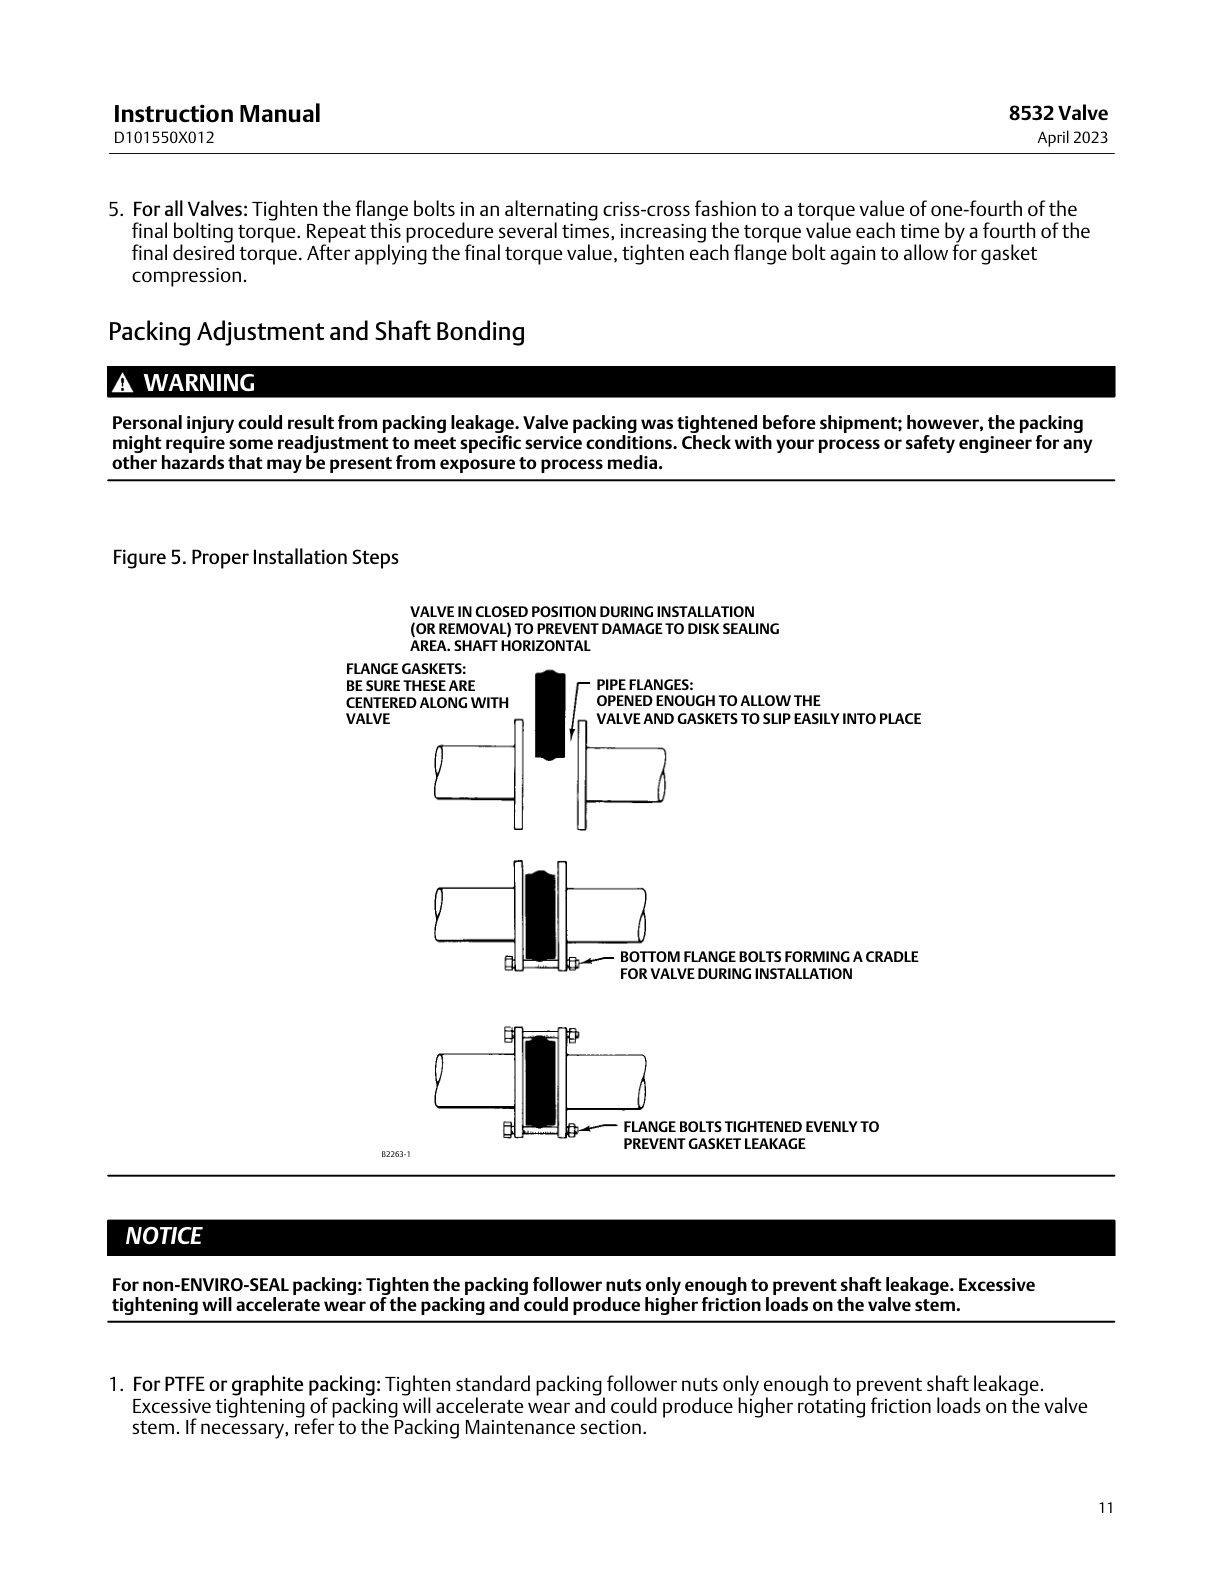 Instruction Manual
D101550X012
8532 Valve
April 2023
5. For all Valves: Tighten the flange bolts in an alternating criss-cross fashion to a torque value of one-fourth of the
final bolting torque. Repeat this procedure several times, increasing the torque value each time by a fourth of the
final desired torque. After applying the final torque value, tighten each flange bolt again to allow for gasket
compression.
Packing Adjustment and Shaft Bonding
WARNING
Personal injury could result from packing leakage. Valve packing was tightened before shipment; however, the packing
might require some readjustment to meet specific service conditions. Check with your process or safety engineer for any
other hazards that may be present from exposure to process media.
Figure 5. Proper Installation Steps
VALVE IN CLOSED POSITION DURING INSTALLATION
(OR REMOVAL) TO PREVENT DAMAGE TO DISK SEALING
AREA. SHAFT HORIZONTAL
FLANGE GASKETS:
BE SURE THESE ARE
CENTERED ALONG WITH
VALVE
PIPE FLANGES:
OPENED ENOUGH TO ALLOW THE
VALVE AND GASKETS TO SLIP EASILY INTO PLACE
BOTTOM FLANGE BOLTS FORMING A CRADLE
FOR VALVE DURING INSTALLATION
FLANGE BOLTS TIGHTENED EVENLY TO
PREVENT GASKET LEAKAGE
B2263-1
NOTICE
For non-ENVIRO-SEAL packing: Tighten the packing follower nuts only enough to prevent shaft leakage. Excessive
tightening will accelerate wear of the packing and could produce higher friction loads on the valve stem.
1. For PTFE or graphite packing: Tighten standard packing follower nuts only enough to prevent shaft leakage.
Excessive tightening of packing will accelerate wear and could produce higher rotating friction loads on the valve
stem. If necessary, refer to the Packing Maintenance section.
11